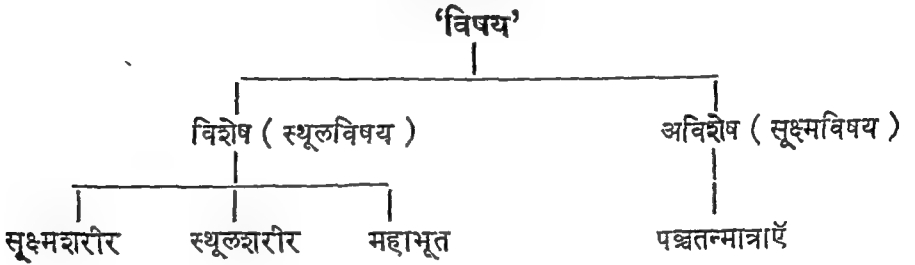 ‘विषय’
विशेष ( स्थूलविषय ) अविशेष ( सूक्ष्मविषय )
सूक्ष्मशरीर स्थूलशरीर महाभूत पञ्चतन्मात्राएँ